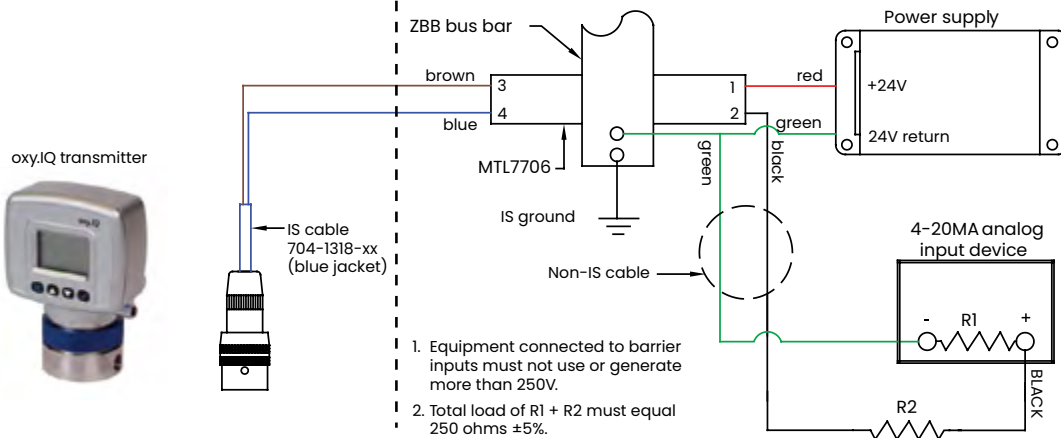 ZBB bus bar
Power supply
brown
3
1
red
+24V
4
2
blue
green
24V return
oxy.IQ transmitter
MTL7706
green
black
oxy.IQ
IS cable
704-1318-xx
(blue jacket)
IS ground
Non-IS cable
4-20MA analog
input device
-
R1
+
1. Equipment connected to barrier
inputs must not use or generate
more than 250V.
BLACK
2. Total load of R1 + R2 must equal
250 ohms ±5%.
R2